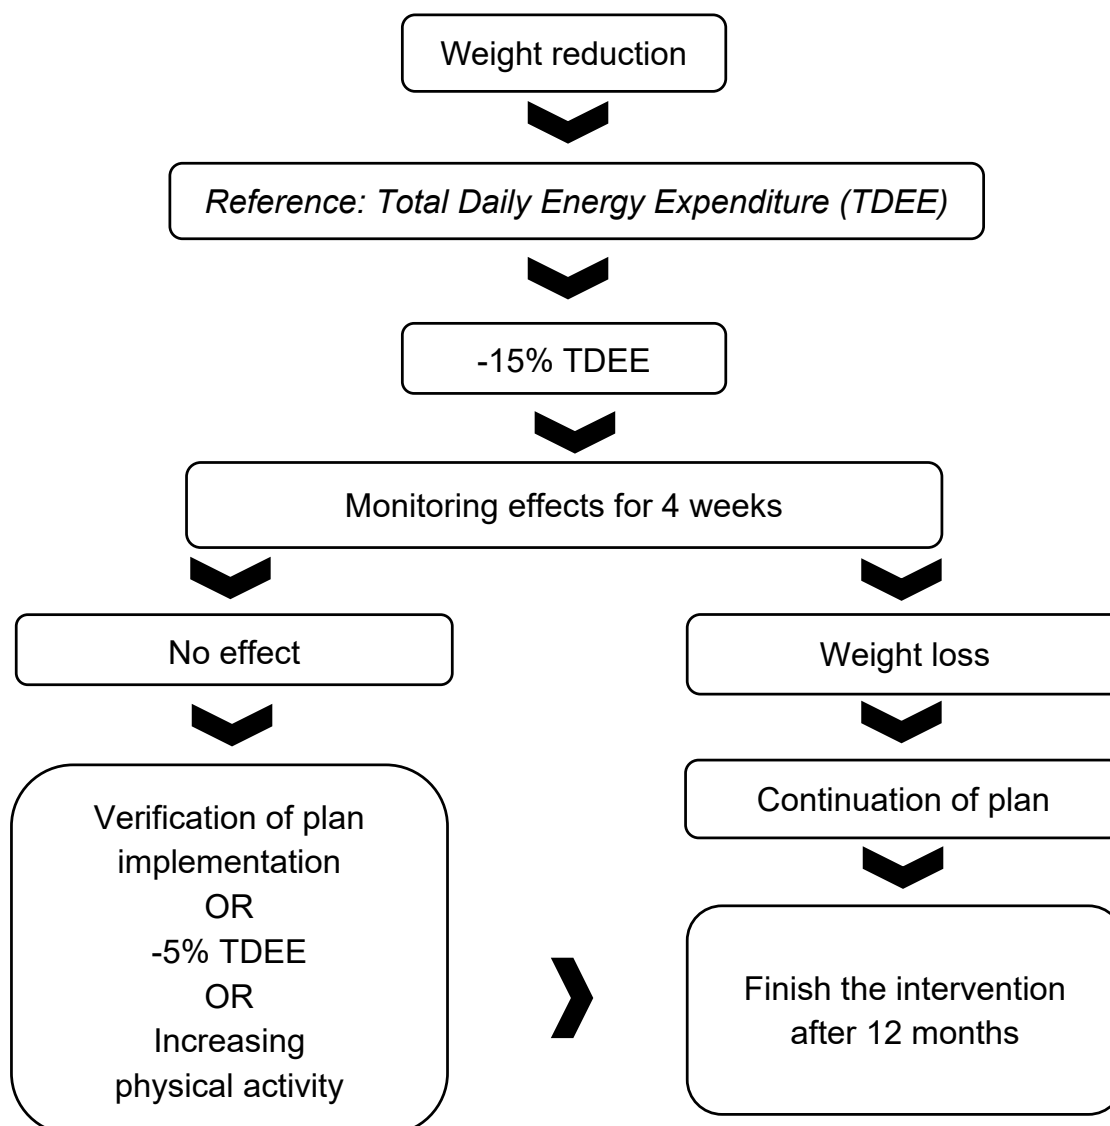 Weight reduction
Reference: Total Daily Energy Expenditure (TDEE)
-15% TDEE
Monitoring effects for 4 weeks
No effect
Weight loss
Verification of plan
implementation
OR
-5% TDEE
OR
Increasing
physical activity
Continuation of plan
Finish the intervention
after 12 months